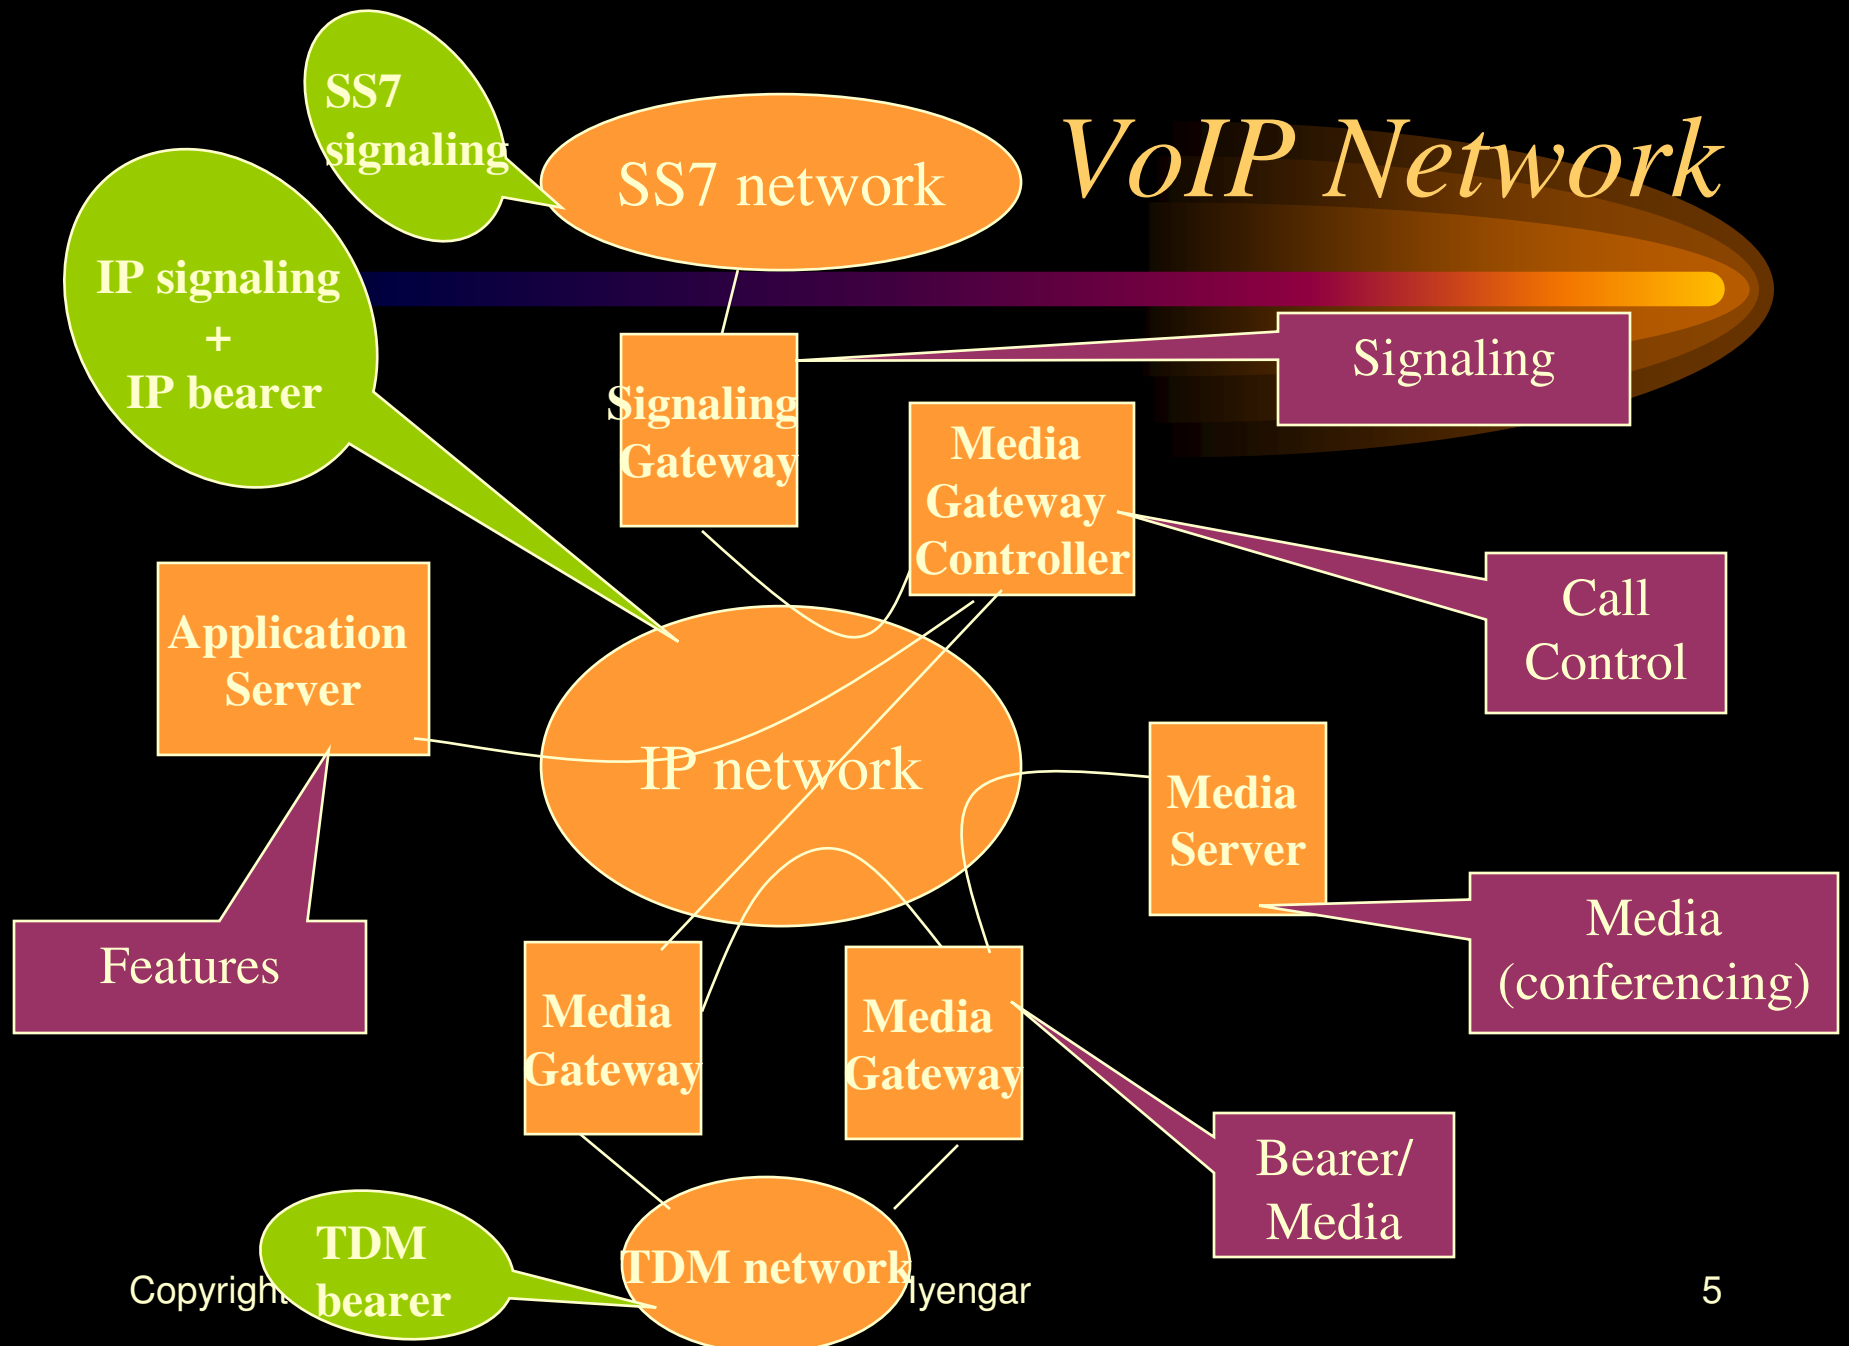 VoIP Network
SS7
signaling
SS7 network
IP signaling
+
IP bearer
Signaling
Signaling
Gateway
Media
Gateway
Controller
Call
Control
Application
Server
IP network
Media
Server
Media
(conferencing)
Features
Media
Gateway
Media
Gateway
Bearer/
Media
TDM
bearer
TDM network
Copyright
Iyengar
5